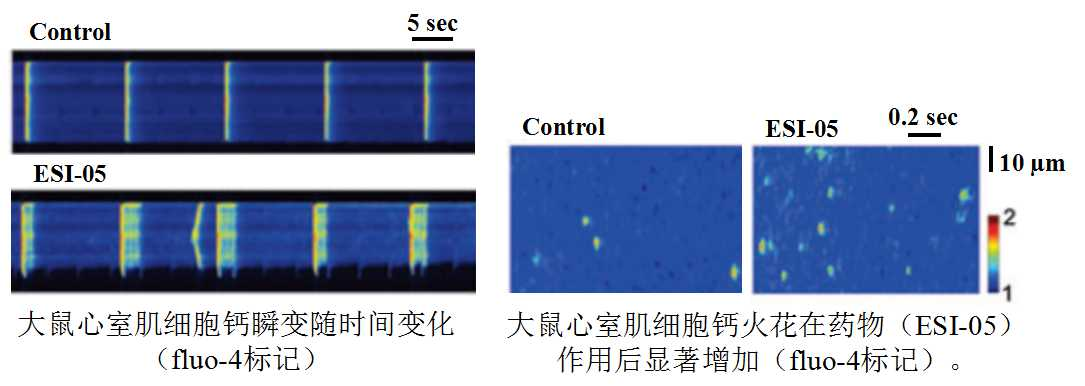 Control
5 sec
ESI-05
大鼠心室肌细胞钙瞬变随时间变化
（fluo-4标记）
Control
ESI-05
0.2 sec
10 μm
2
1
大鼠心室肌细胞钙火花在药物（ESI-05）
作用后显著增加（fluo-4标记）。